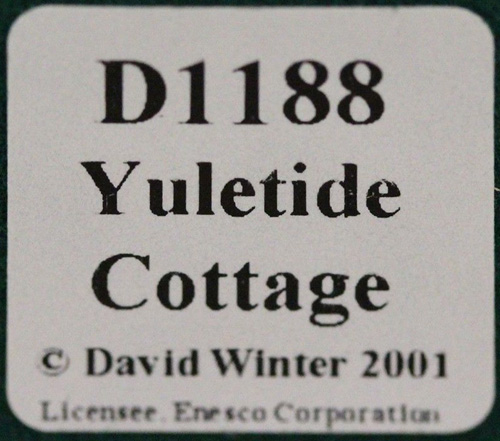 D1188
Yuletide
Cottage
© David Winter 2001
Licensee. Enesco Corporation